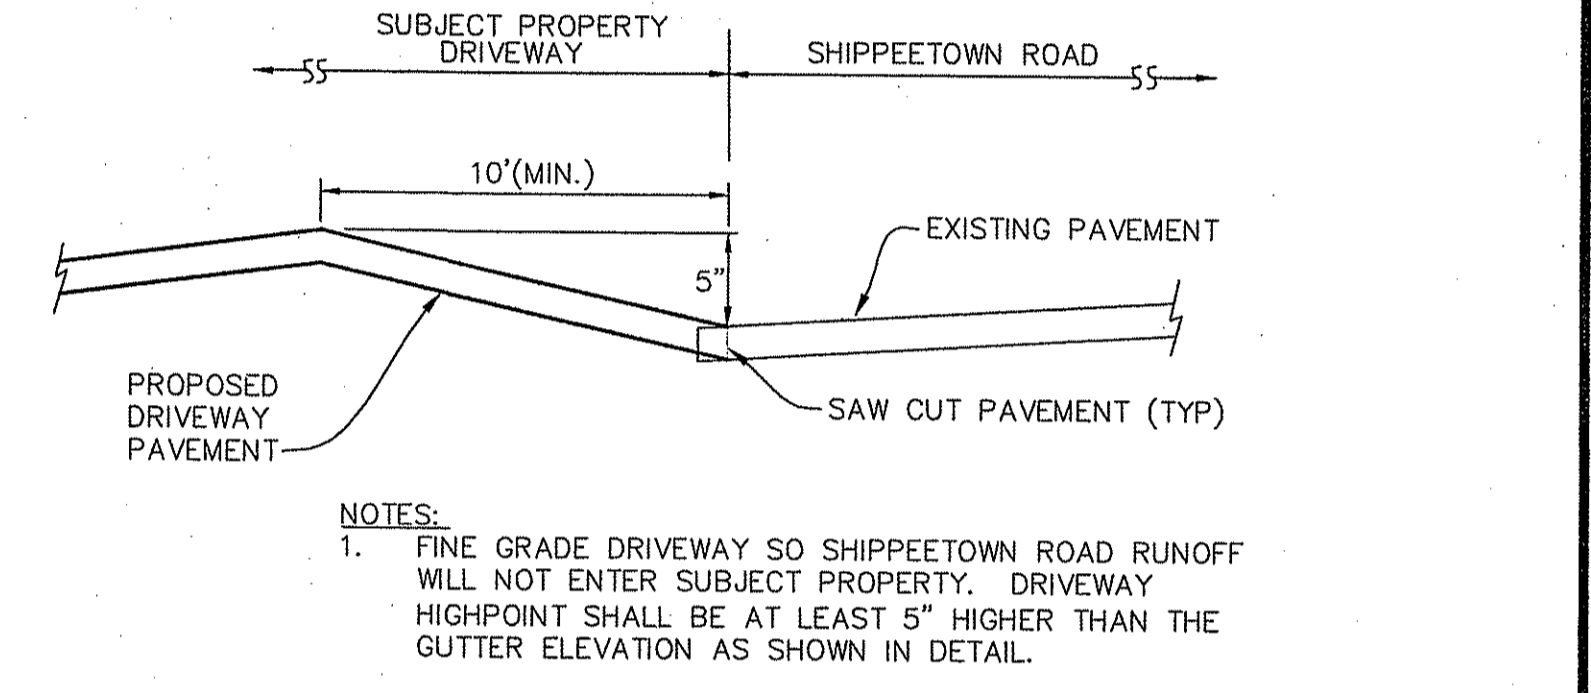 SUBJECT PROPERTY
DRIVEWAY
SHIPPEETOWN ROAD
10'(MIN.)
EXISTING PAVEMENT
5"
PROPOSED
DRIVEWAY
PAVEMENT
SAW CUT PAVEMENT (TYP)
NOTES:
1. FINE GRADE DRIVEWAY SO SHIPPEETOWN ROAD RUNOFF
WILL NOT ENTER SUBJECT PROPERTY. DRIVEWAY
HIGHPOINT SHALL BE AT LEAST 5" HIGHER THAN THE
GUTTER ELEVATION AS SHOWN IN DETAIL.